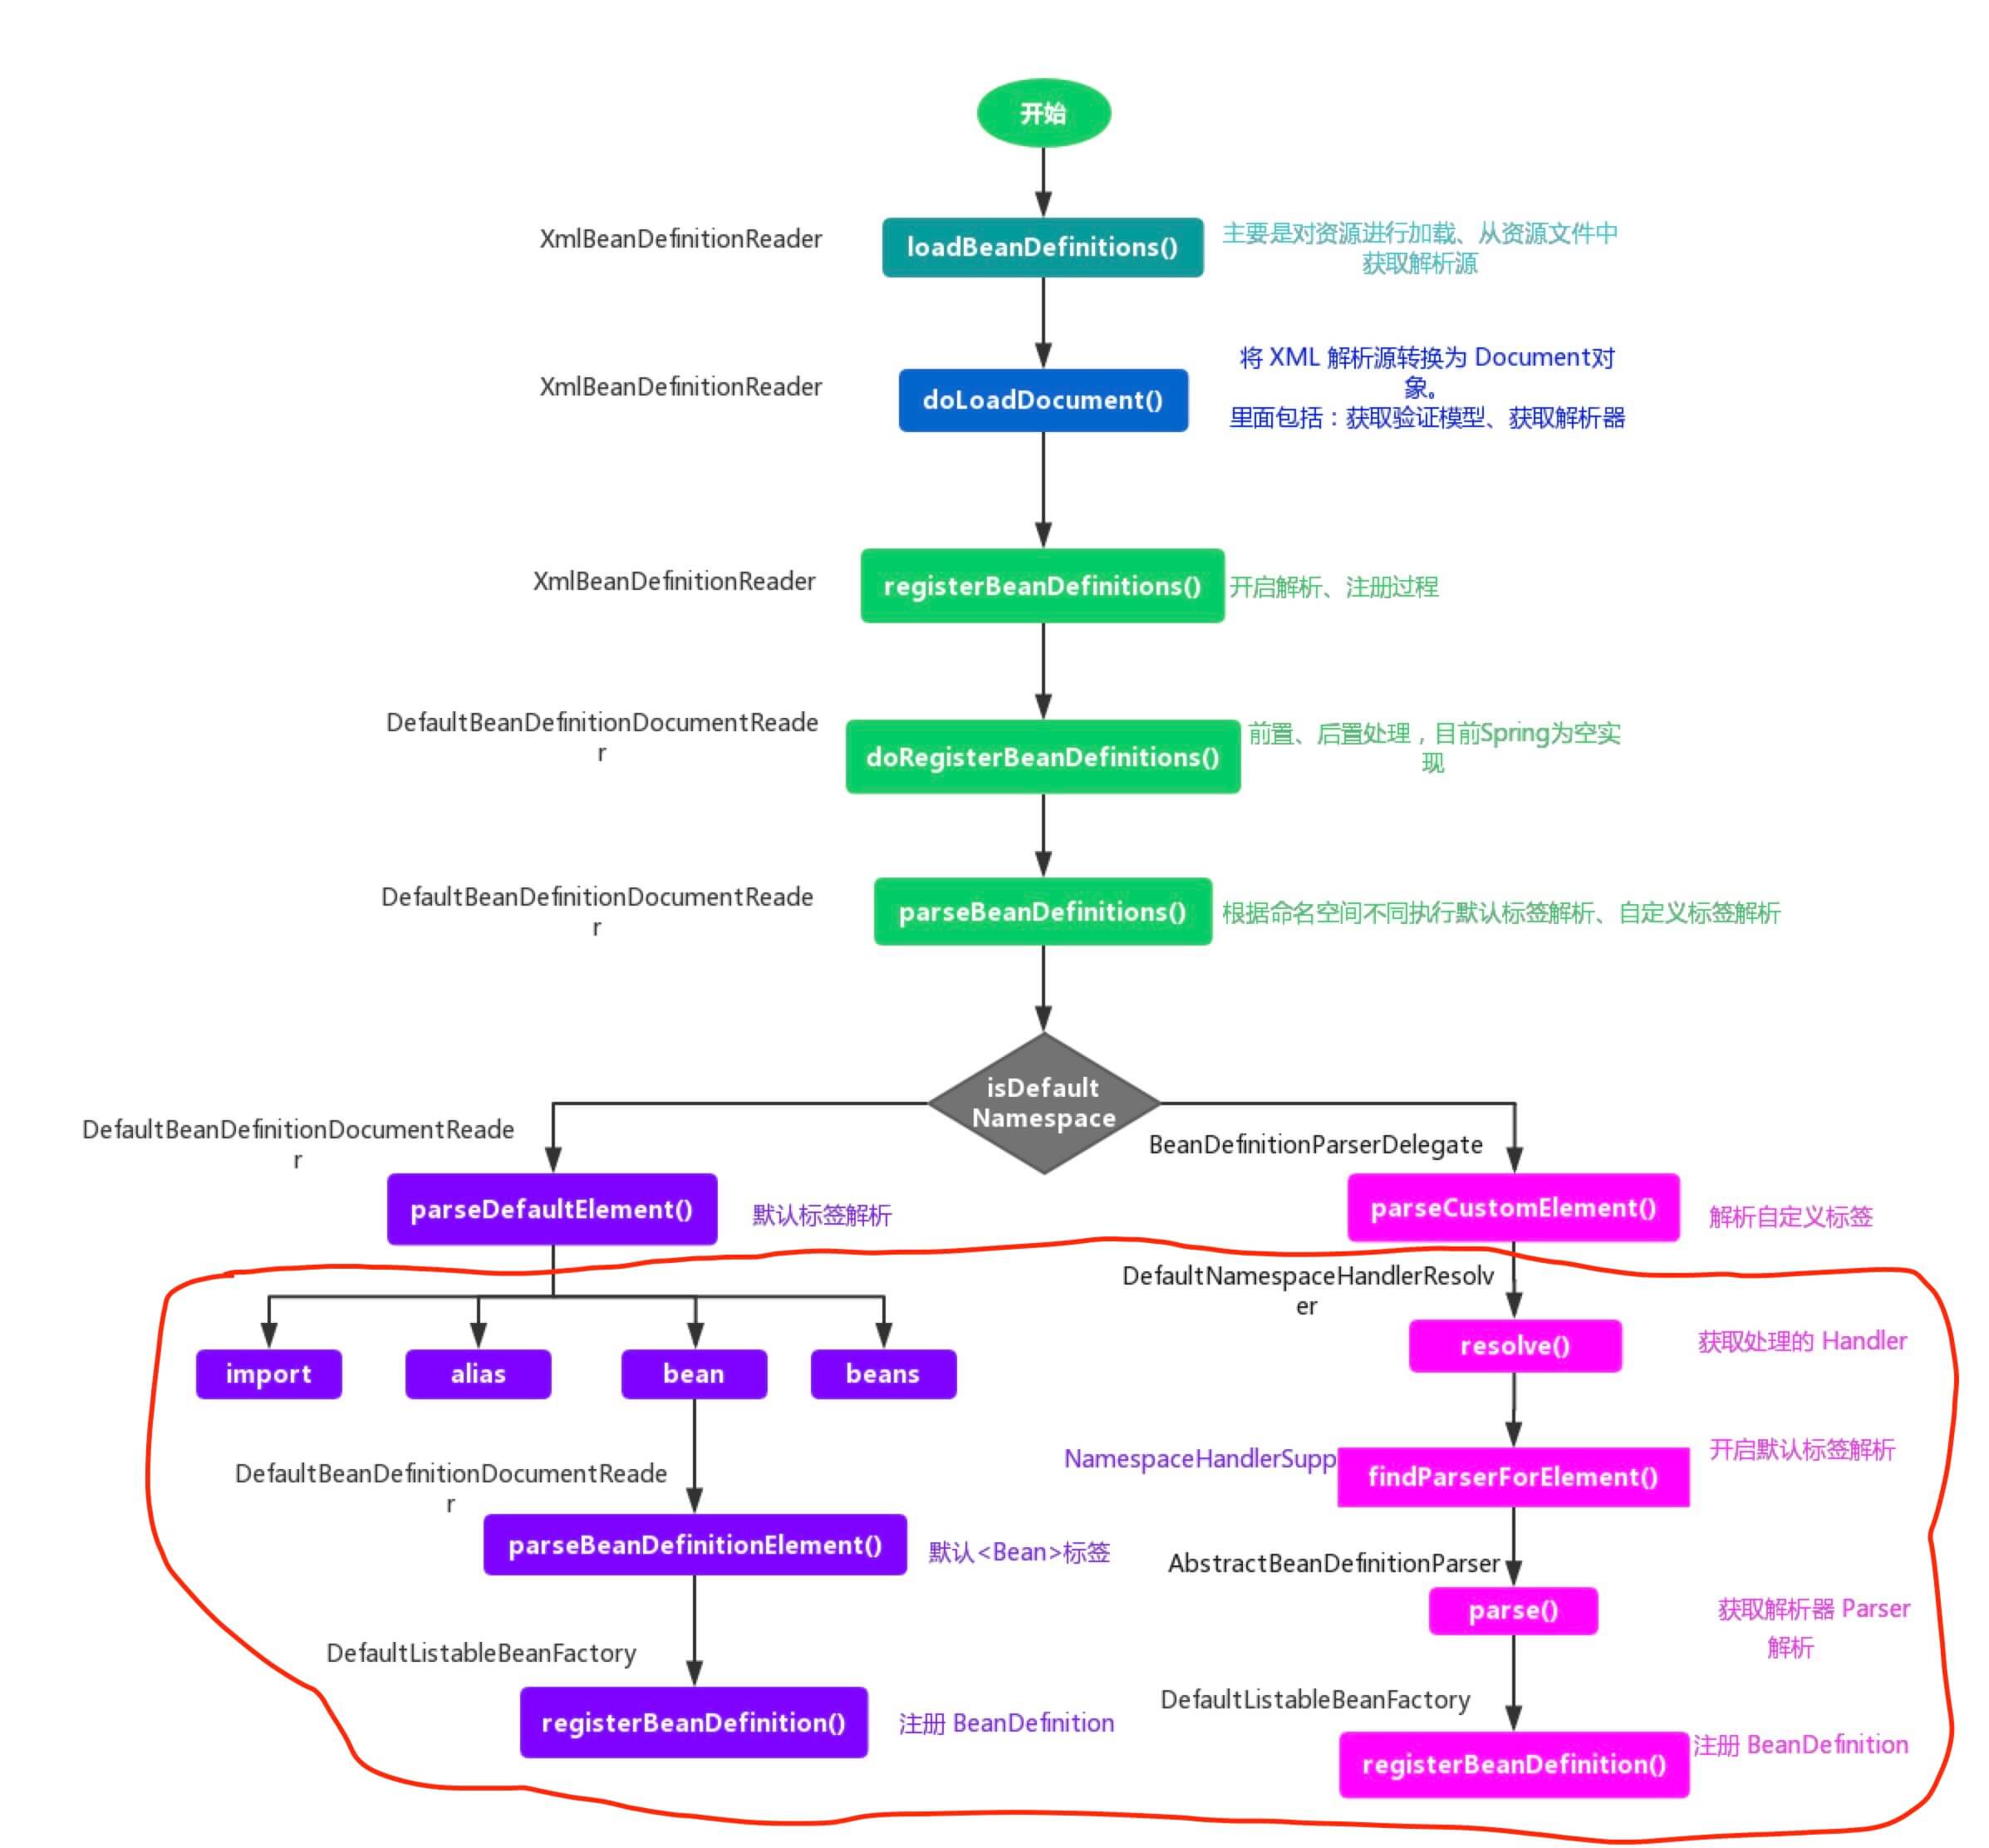 开始
XmlBeanDefinitionReader
loadBeanDefinitions()
主要是对资源进行加载、从资源文件中
获取解析源
XmlBeanDefinitionReader
doLoadDocument()
将 XML 解析源转换为 Document对
象。
里面包括：获取验证模型、获取解析器
XmlBeanDefinitionReader
registerBeanDefinitions()
开启解析、注册过程
DefaultBeanDefinitionDocumentReade
r
doRegisterBeanDefinitions()
前置、后置处理，目前Spring为空实
现
DefaultBeanDefinitionDocumentReade
r
parseBeanDefinitions()
根据命名空间不同执行默认标签解析、自定义标签解析
isDefault
Namespace
DefaultBeanDefinitionDocumentReade
r
parseDefaultElement()
默认标签解析
BeanDefinitionParserDelegate
parseCustomElement()
解析自定义标签
import
alias
bean
beans
DefaultNamespaceHandlerResolv
er
resolve()
获取处理的 Handler
DefaultBeanDefinitionDocumentReade
r
parseBeanDefinitionElement()
默认<Bean>标签
NamespaceHandlerSupp
findParserForElement()
开启默认标签解析
AbstractBeanDefinitionParser
parse()
获取解析器 Parser
解析
DefaultListableBeanFactory
registerBeanDefinition()
注册 BeanDefinition
DefaultListableBeanFactory
registerBeanDefinition()
注册 BeanDefinition